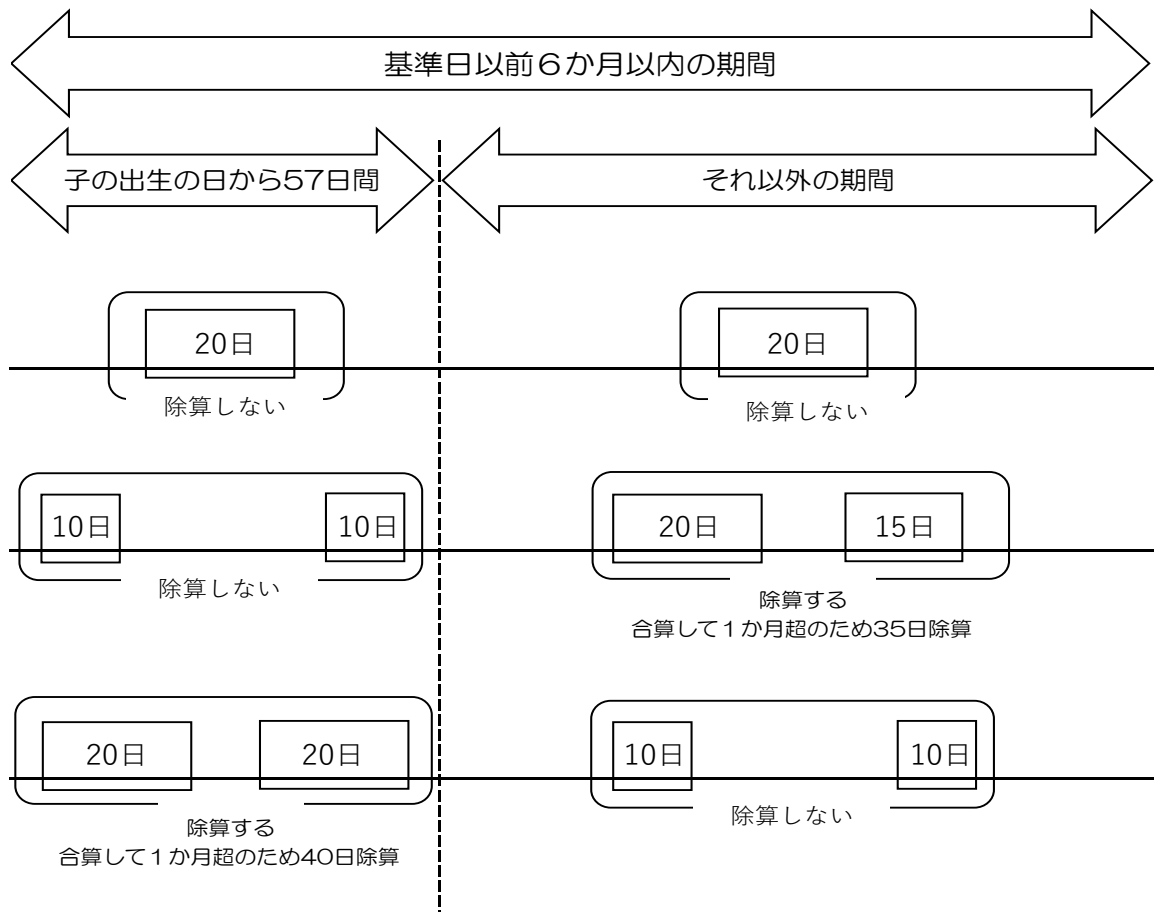 基準日以前６か月以内の期間
子の出生の日から57日間
それ以外の期間
20日
20日
除算しない
除算しない
10日
10日
20日
15日
除算しない
除算する
合算して１か月超のため35日除算
20日
20日
10日
10日
除算しない
除算する
合算して１か月超のため40日除算